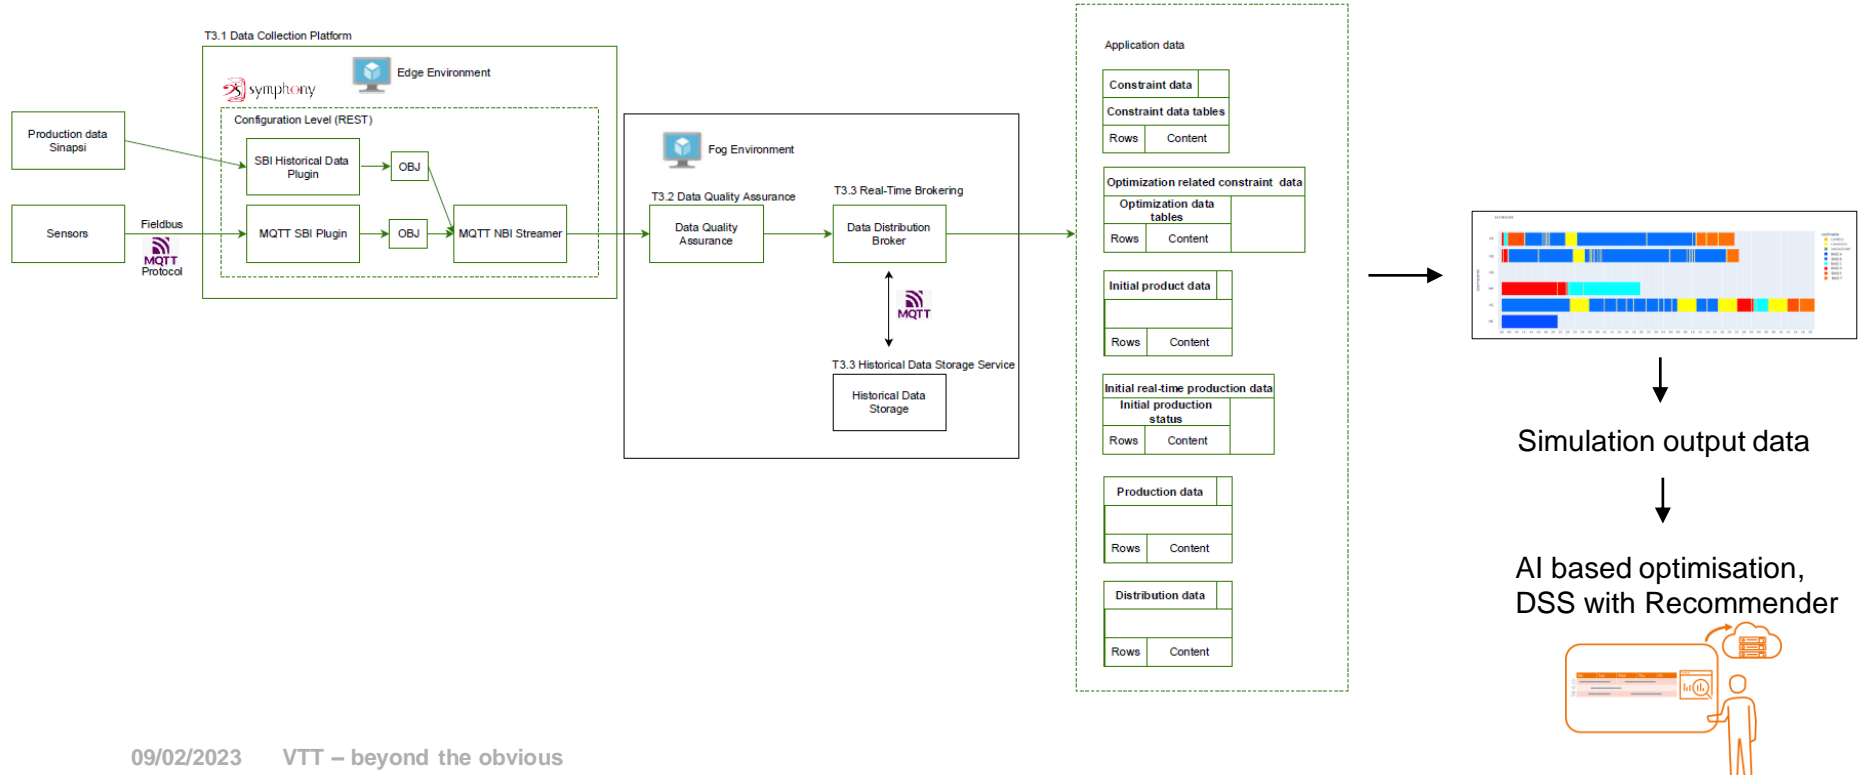 T3.1 Data Collection Platform
symphony
Edge Environment
Configuration Level (REST)
Production data
Sinapsi
SBI Historical Data
Plugin
OBJ
Sensors
Fieldbus
MQTT
Protocol
MQTT SBI Plugin
OBJ
MQTT NBI Streamer
Fog Environment
T3.2 Data Quality Assurance
Data Quality
Assurance
T3.3 Real-Time Brokering
Data Distribution
Broker
MQTT
T3.3 Historical Data Storage Service
Historical Data
Storage
Application data
Constraint data
Constraint data tables
Rows Content
Optimization related constraint data
Optimization data
tables
Rows Content
Initial product data
Rows Content
Initial real-time production data
Initial production
status
Rows Content
Production data
Rows Content
Distribution data
Rows Content
Simulation output data
AI based optimisation,
DSS with Recommender
09/02/2023 VTT – beyond the obvious